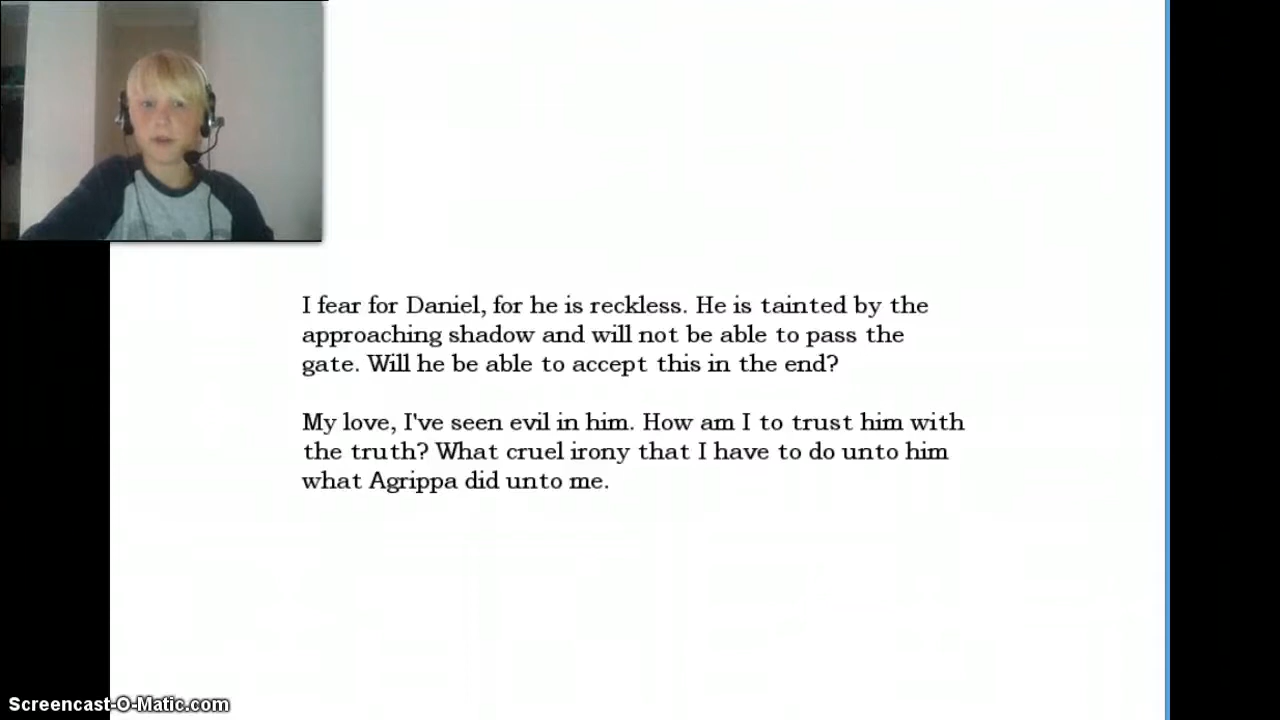 I fear for Daniel, for he is reckless. He is tainted by the
approaching shadow and will not be able to pass the
gate. Will he be able to accept this in the end?
My love, I've seen evil in him. How am I to trust him with
the truth? What cruel irony that I have to do unto him
what Agrippa did unto me.
Screencast-O-Matic.com